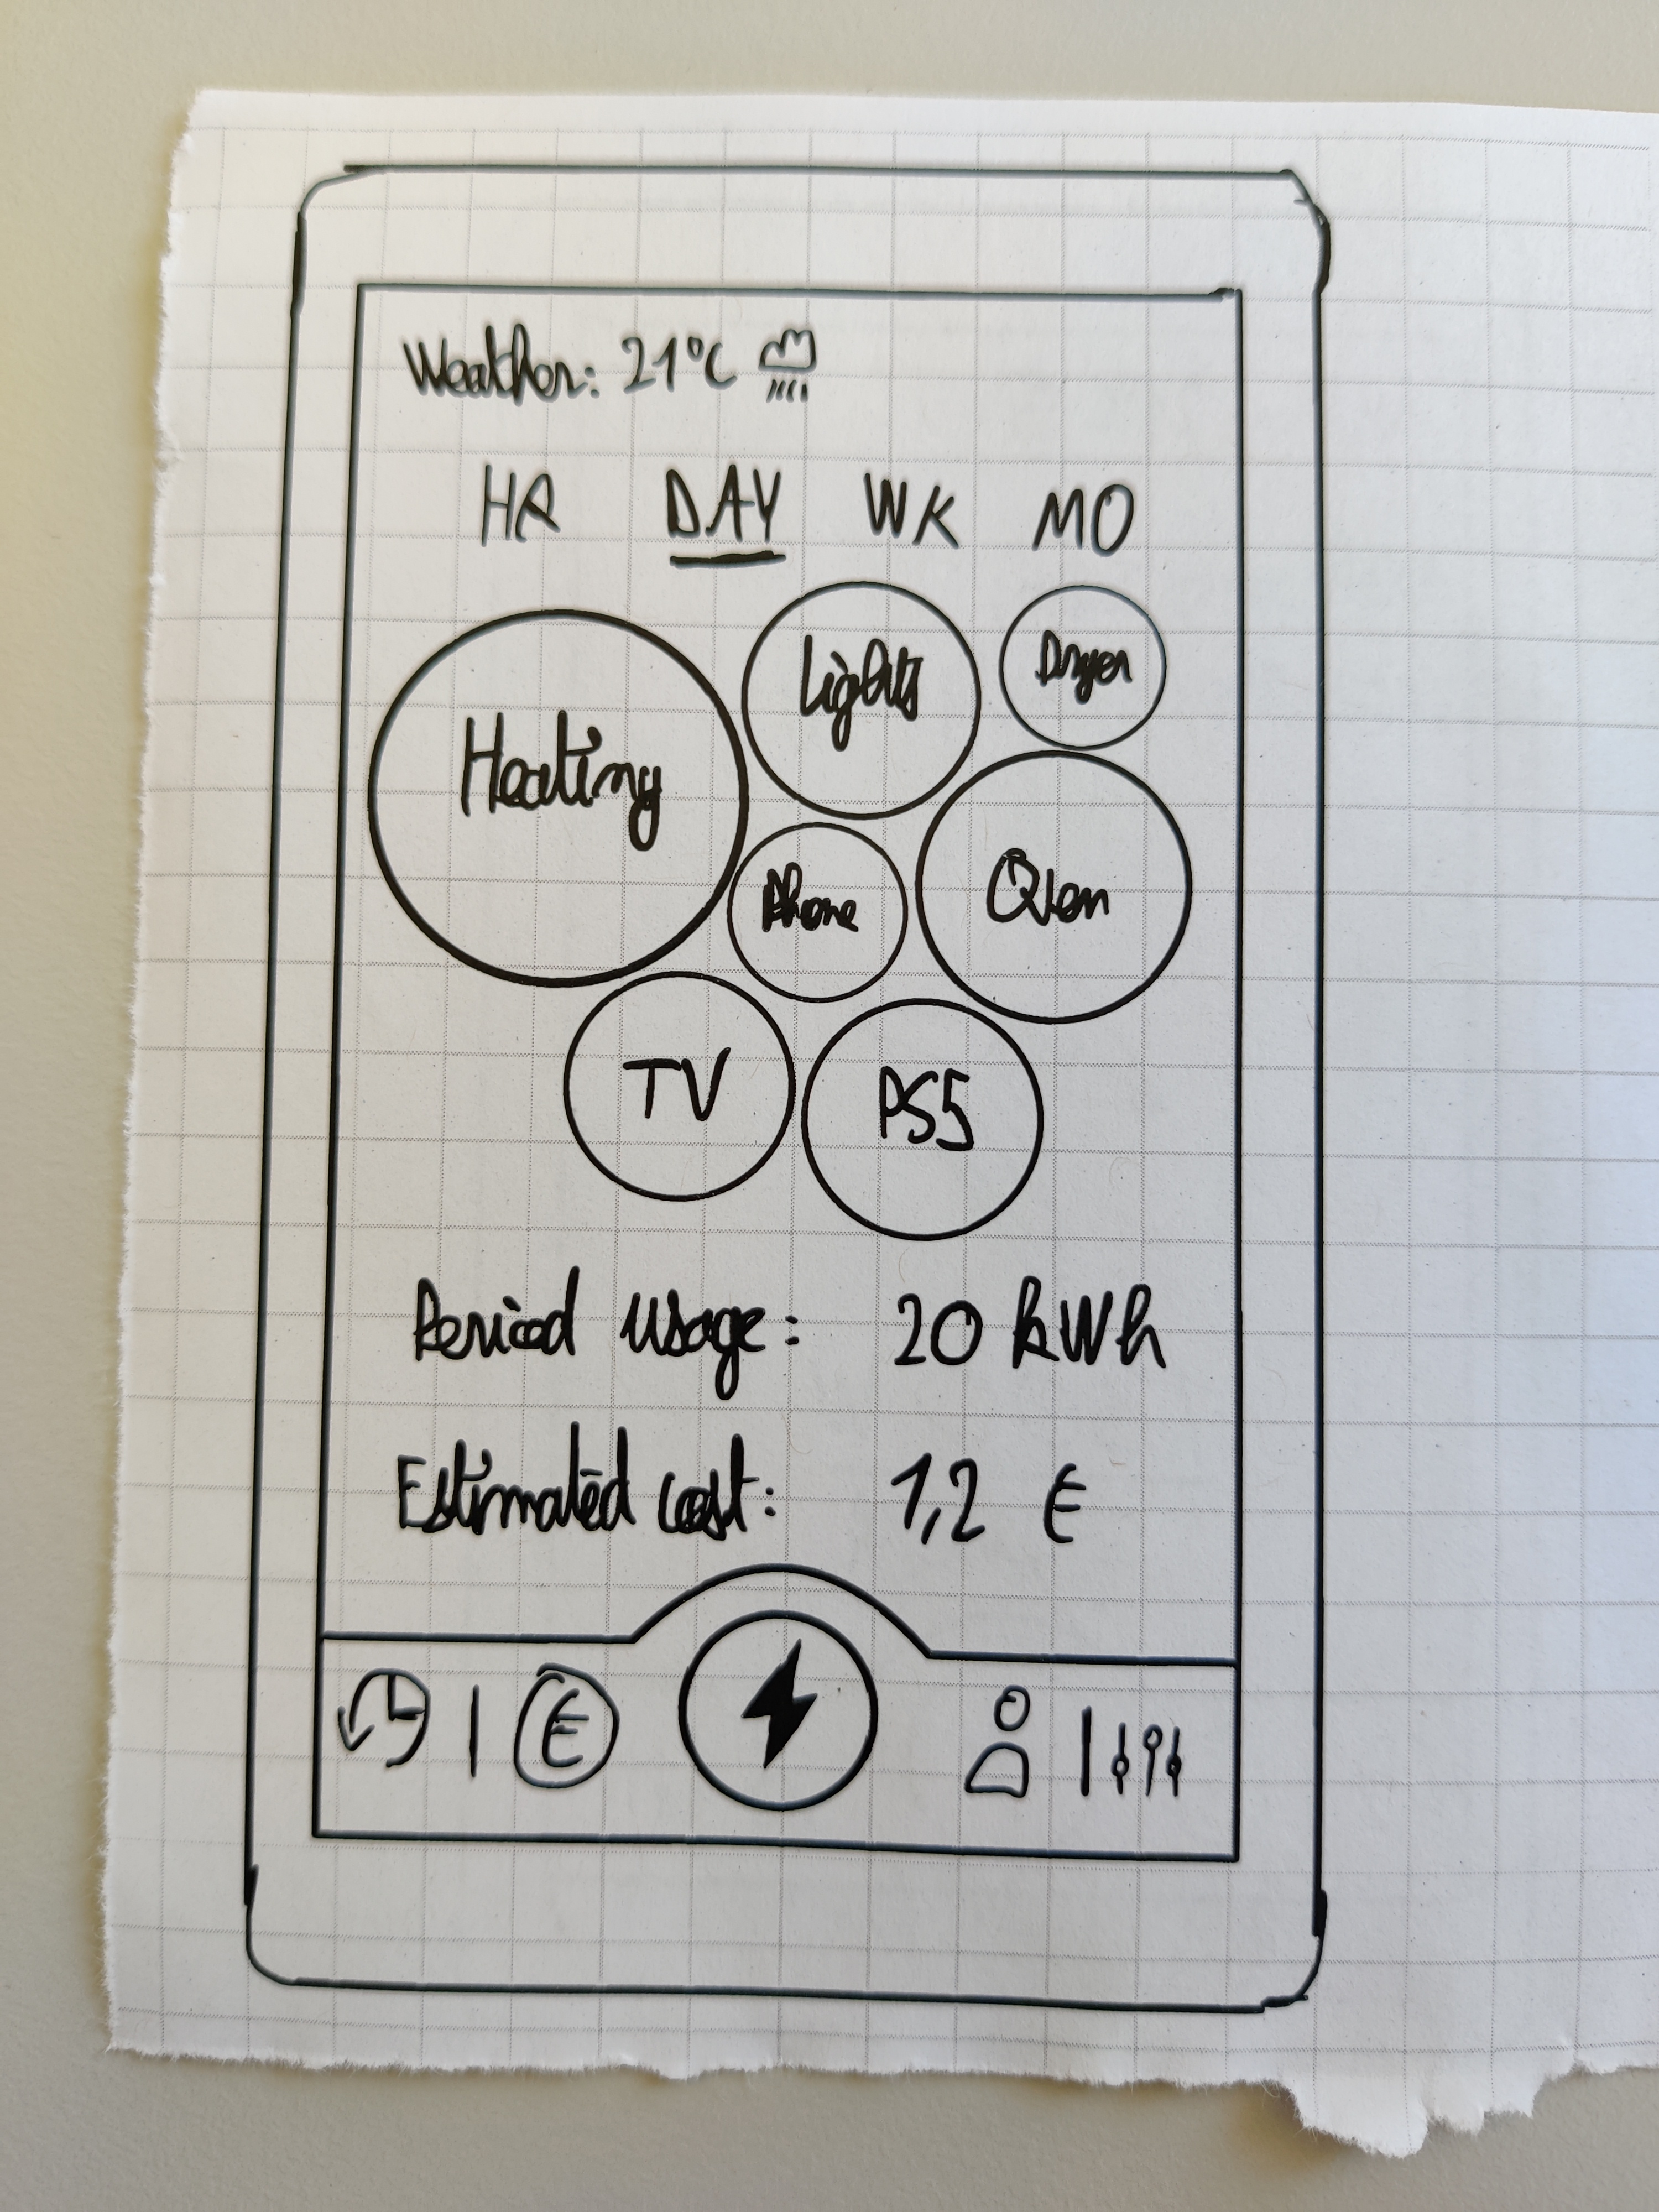 Weather: 21°C
HR DAY WK MO
Heating
Lights
Dryer
Phone
Oven
TV
PS5
Period usage: 20 kWh
Estimated cost: 1,2 €
€